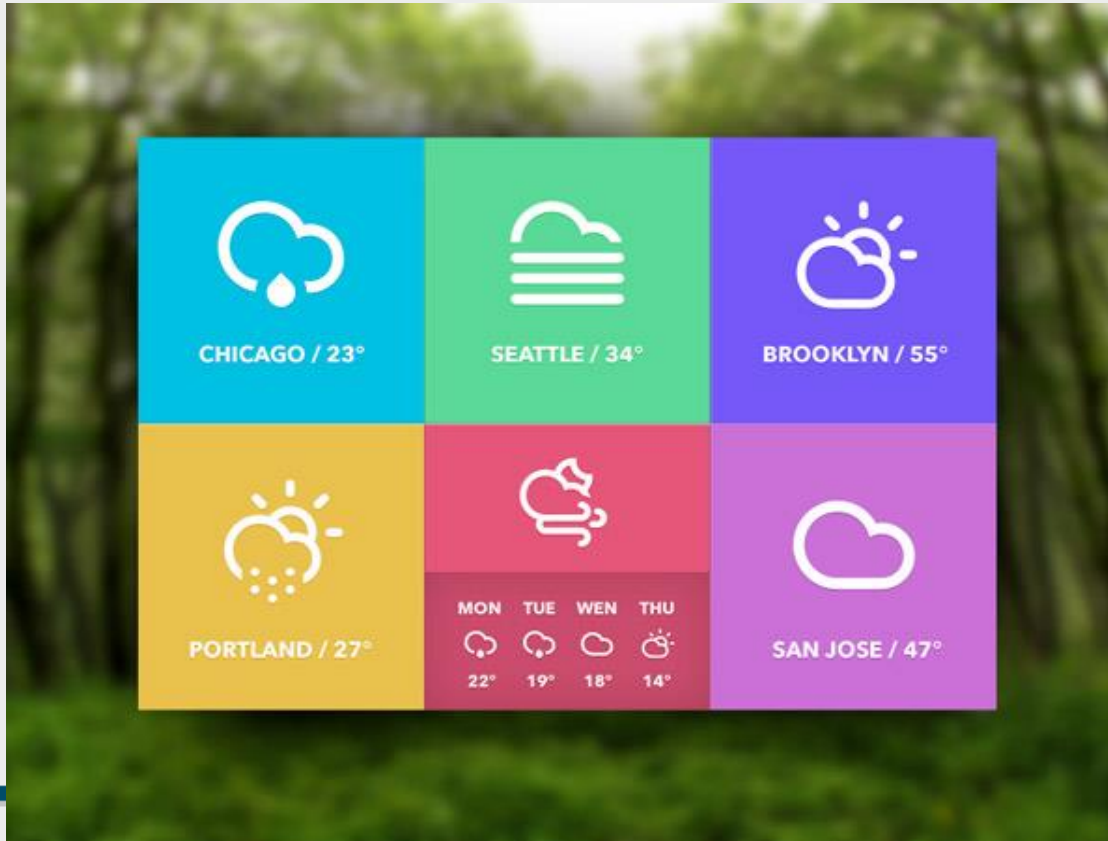 CHICAGO / 23°
SEATTLE / 34°
BROOKLYN / 55°
PORTLAND / 27°
MON TUE WEN THU
22° 19° 18° 14°
SAN JOSE / 47°